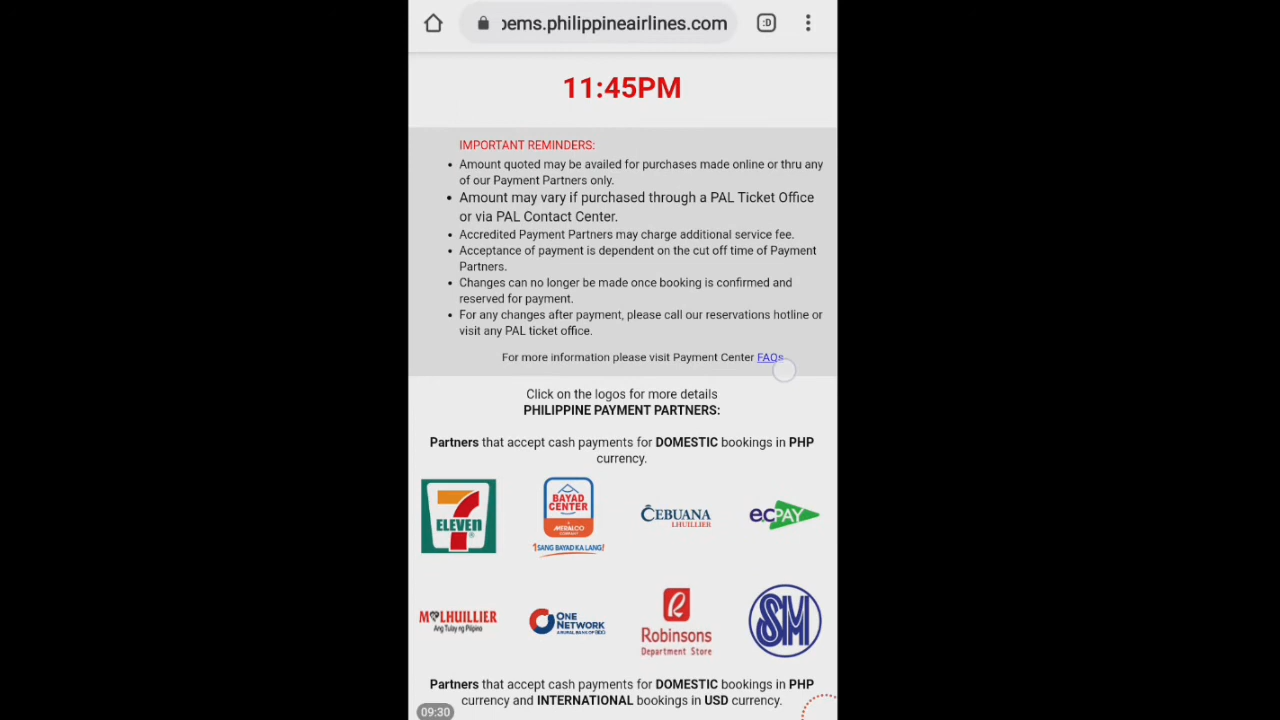 ems.philippineairlines.com
:D
11:45PM
IMPORTANT REMINDERS:
• Amount quoted may be availed for purchases made online or thru any
of our Payment Partners only.
• Amount may vary if purchased through a PAL Ticket Office
or via PAL Contact Center.
• Accredited Payment Partners may charge additional service fee.
• Acceptance of payment is dependent on the cut off time of Payment
Partners.
• Changes can no longer be made once booking is confirmed and
reserved for payment.
• For any changes after payment, please call our reservations hotline or
visit any PAL ticket office.
For more information please visit Payment Center FAQs
Click on the logos for more details
PHILIPPINE PAYMENT PARTNERS:
Partners that accept cash payments for DOMESTIC bookings in PHP
currency.
7
ELEVEN
BAYAD
CENTER
A MERALCO
COMPANY
1SANG BAYAD KA LANG!
CEBUANA
LHUILLIER
ecPAY
MLHUILLIER
Ang Tulay ng Pilipino
ONE
NETWORK
A RURAL BANK OF BDO
R
Robinsons
Department Store
SM
Partners that accept cash payments for DOMESTIC bookings in PHP
currency and INTERNATIONAL bookings in USD currency.
09:30